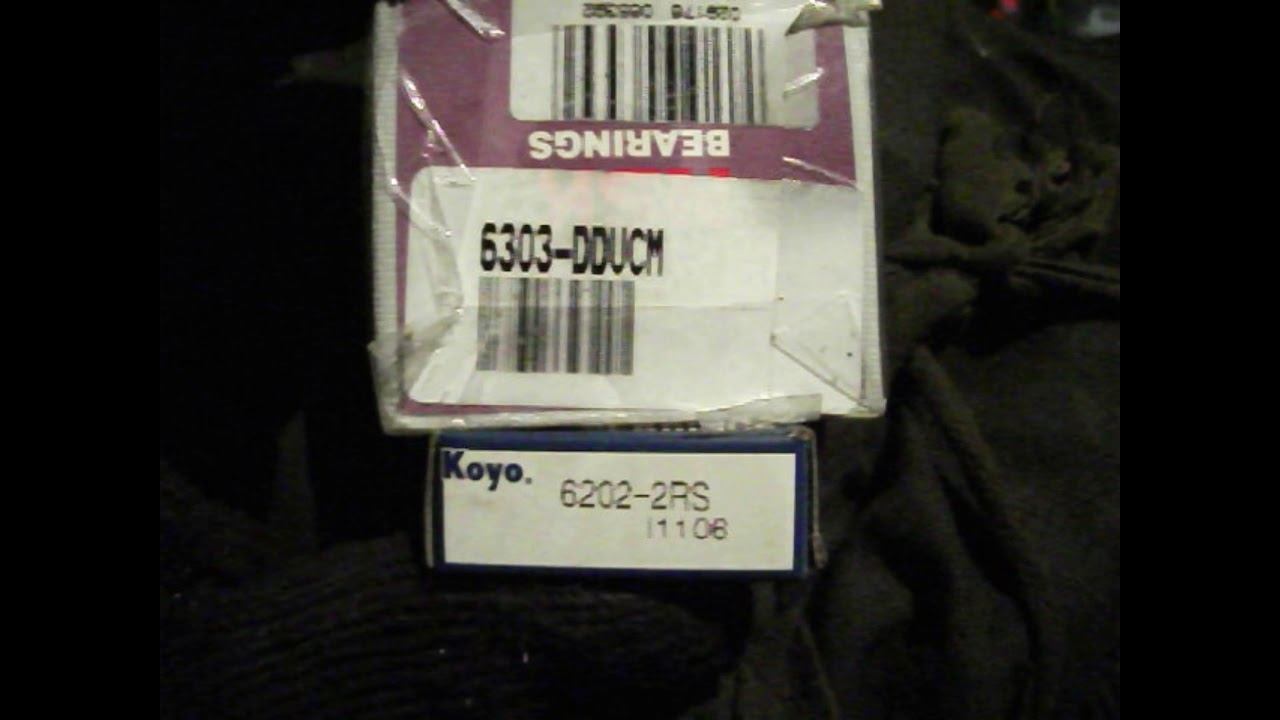 BEARINGS
6303-DDUCM
Koyo.
6202-2RS
I1106